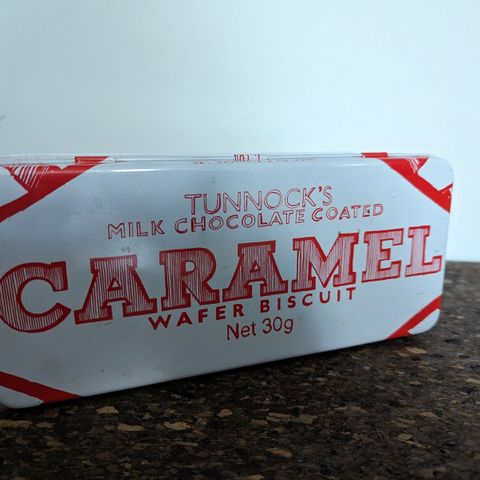 TUNNOCK'S
MILK CHOCOLATE COATED
CARAMEL
WAFER BISCUIT
Net 30g